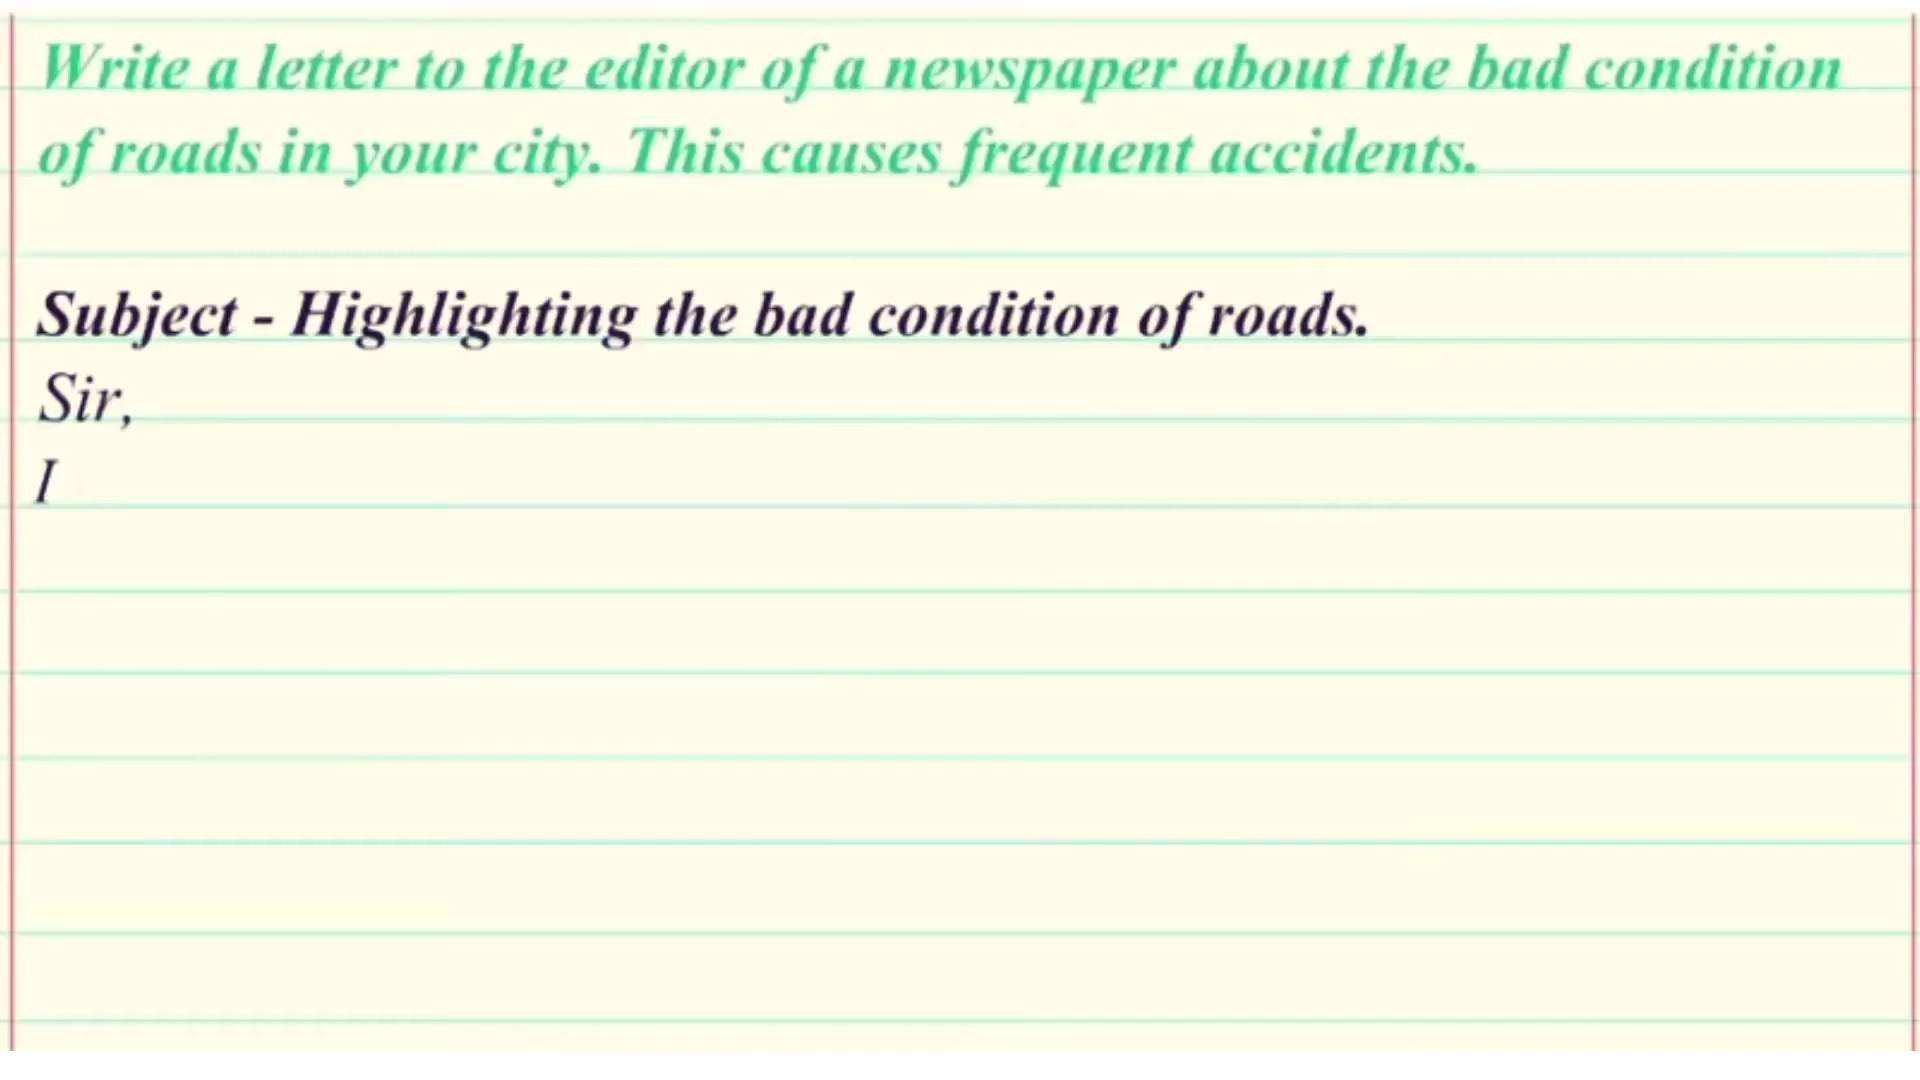 Write a letter to the editor of a newspaper about the bad condition
of roads in your city. This causes frequent accidents.
Subject - Highlighting the bad condition of roads.
Sir,
I